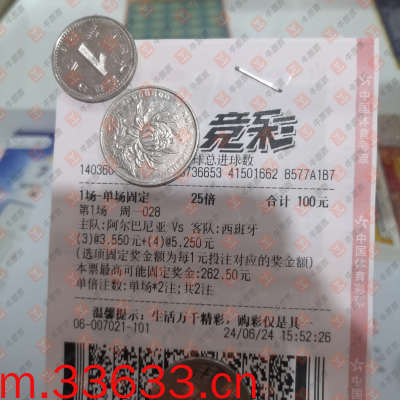 竞彩
球总进球数
736653 41501662 B577A1B7
1场-单场固定 25倍 合计 100元
第1场 周一028
主队:阿尔巴尼亚 Vs 客队:西班牙
(3)@3.550元+(4)@5.250元
(选项固定奖金额为每1元投注对应的奖金额)
本票最高可能固定奖金:262.50元
单倍注数:单场*2注;共2注
温馨提示: 生活万千精彩,购彩仅是其一
06-007021-101 24/06/24 15:52:26
中国体育彩票
中国体育彩票
m.33633.cn